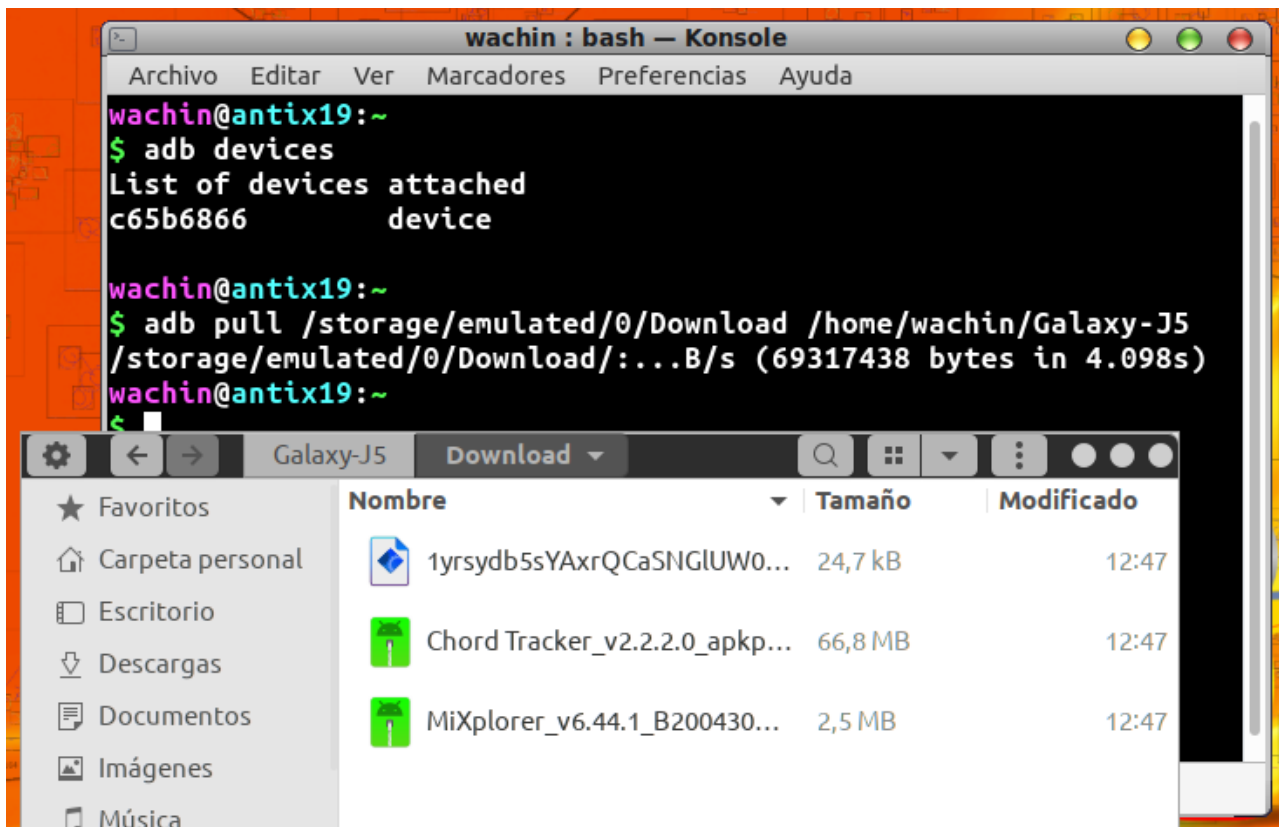 wachin : bash — Konsole
Archivo Editar Ver Marcadores Preferencias Ayuda
wachin@antix19:~
$ adb devices
List of devices attached
c65b6866 device
wachin@antix19:~
$ adb pull /storage/emulated/0/Download /home/wachin/Galaxy-J5
/storage/emulated/0/Download/:...B/s (69317438 bytes in 4.098s)
wachin@antix19:~
$
Galaxy-J5 Download
Favoritos
Carpeta personal
Escritorio
Descargas
Documentos
Imágenes
Música
Nombre Tamaño Modificado
1yrsydb5sYAxrQCaSNGlUW0... 24,7 kB 12:47
Chord Tracker_v2.2.2.0_apkp... 66,8 MB 12:47
MiXplorer_v6.44.1_B200430... 2,5 MB 12:47